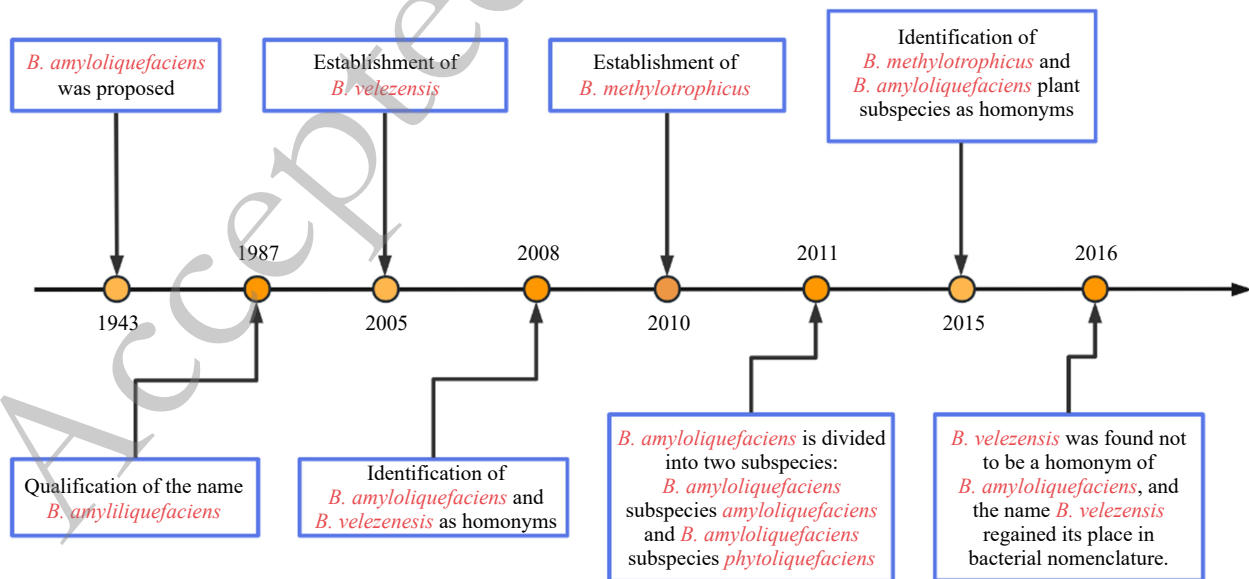 B. amyloliquefaciens
was proposed
Establishment of
B. velezensis
Establishment of
B. methylotrophicus
Identification of
B. methylotrophicus and
B. amyloliquefaciens plant
subspecies as homonyms
1987
2008
2011
2016
1943
2005
2010
2015
Qualification of the name
B. amyliliquefaciens
Identification of
B. amyloliquefaciens and
B. velezenesis as homonyms
B. amyloliquefaciens is divided
into two subspecies:
B. amyloliquefaciens
subspecies amyloliquefaciens
and B. amyloliquefaciens
subspecies phytoliquefaciens
B. velezensis was found not
to be a homonym of
B. amyloliquefaciens, and
the name B. velezensis
regained its place in
bacterial nomenclature.
Accepte